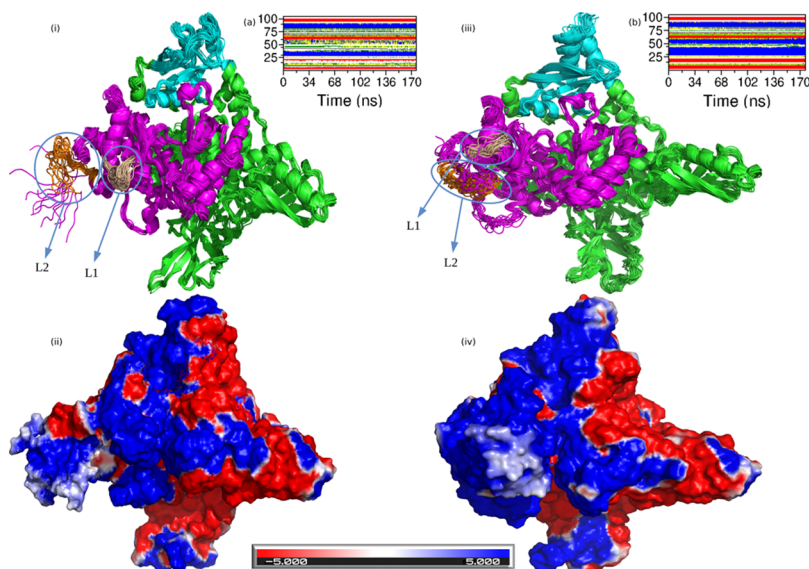 (i)
(a)
100
75
50
25
0 34 68 102 136 170
Time (ns)
L2
L1
(iii)
(b)
100
75
50
25
0 34 68 102 136 170
Time (ns)
L1
L2
(ii)
(iv)
-5.000
5.000